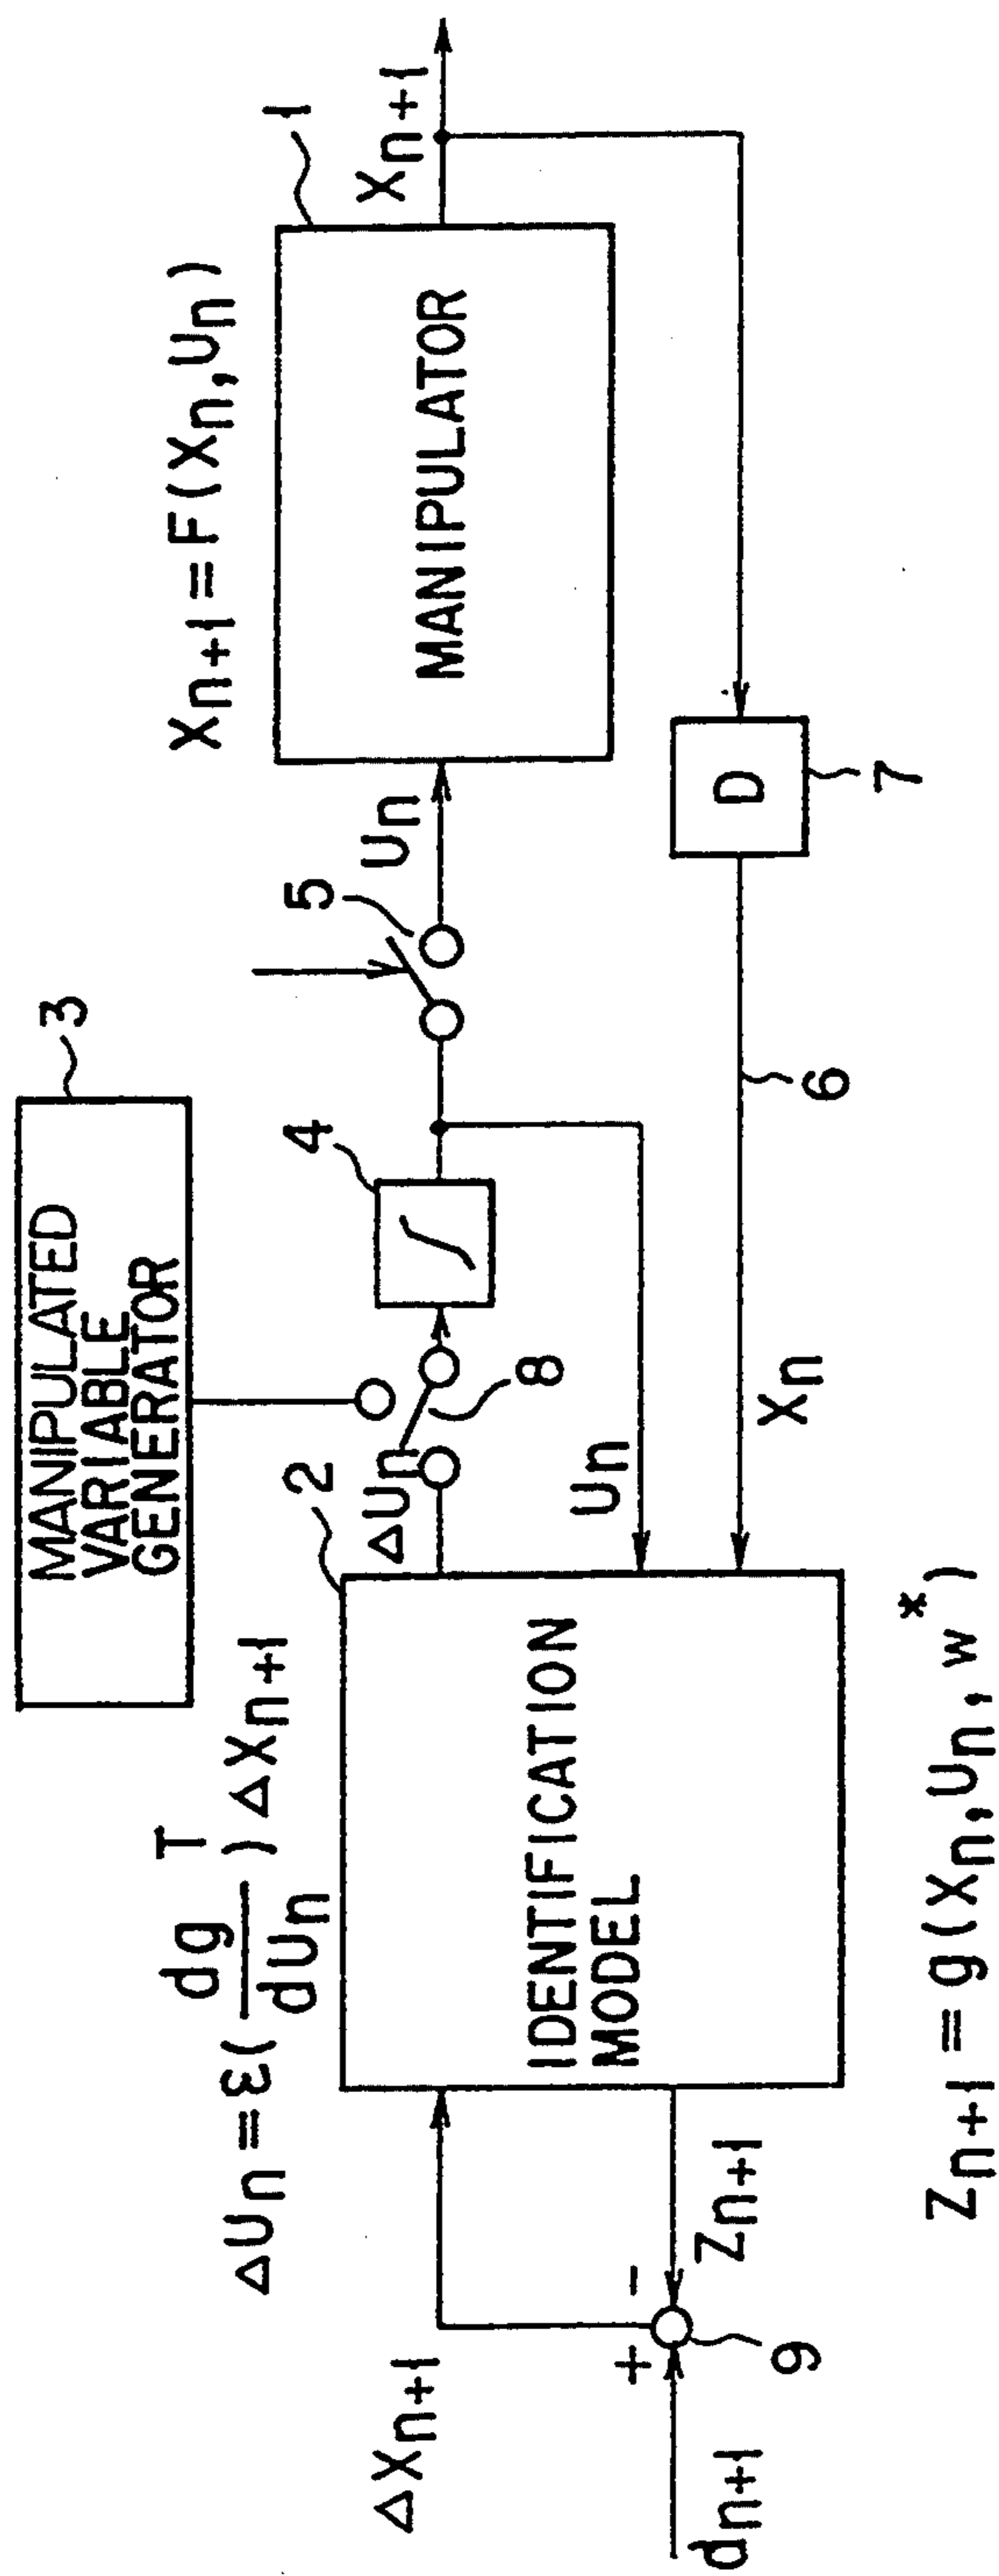 MANIPULATED
VARIABLE
GENERATOR
3
ΔUn = ε( dg / dUn )ᵀ ΔXn+1
Xn+1 = F(Xn, Un)
1
2
ΔUn
8
4
5
Un
MANIPULATOR
Xn+1
ΔXn+1
IDENTIFICATION
MODEL
Un
Xn
6
D
7
dn+1
+
-
9
Zn+1
Zn+1 = g(Xn, Un, w*)